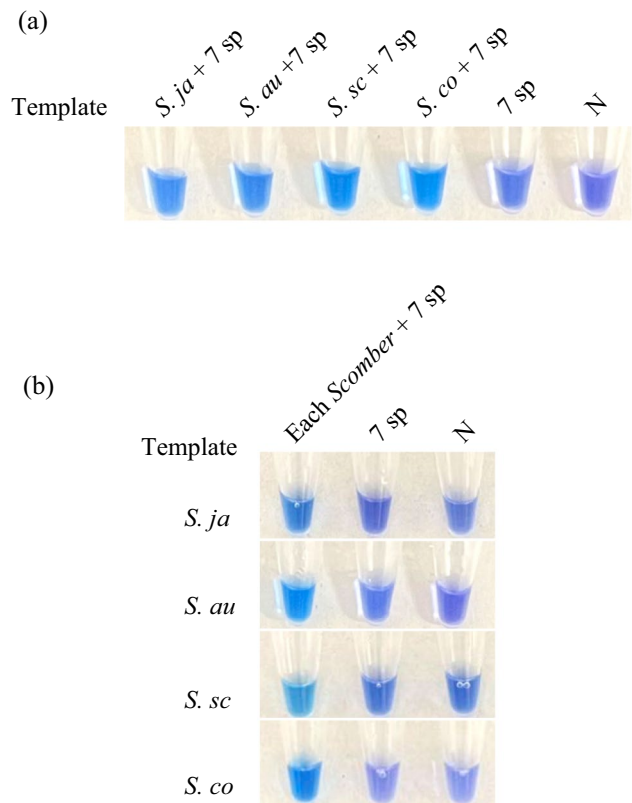 (a)
Template
S. ja + 7 sp
S. au +7 sp
S. sc + 7 sp
S. co + 7 sp
7 sp
N
(b)
Template
Each Scomber + 7 sp
7 sp
N
S. ja
S. au
S. sc
S. co